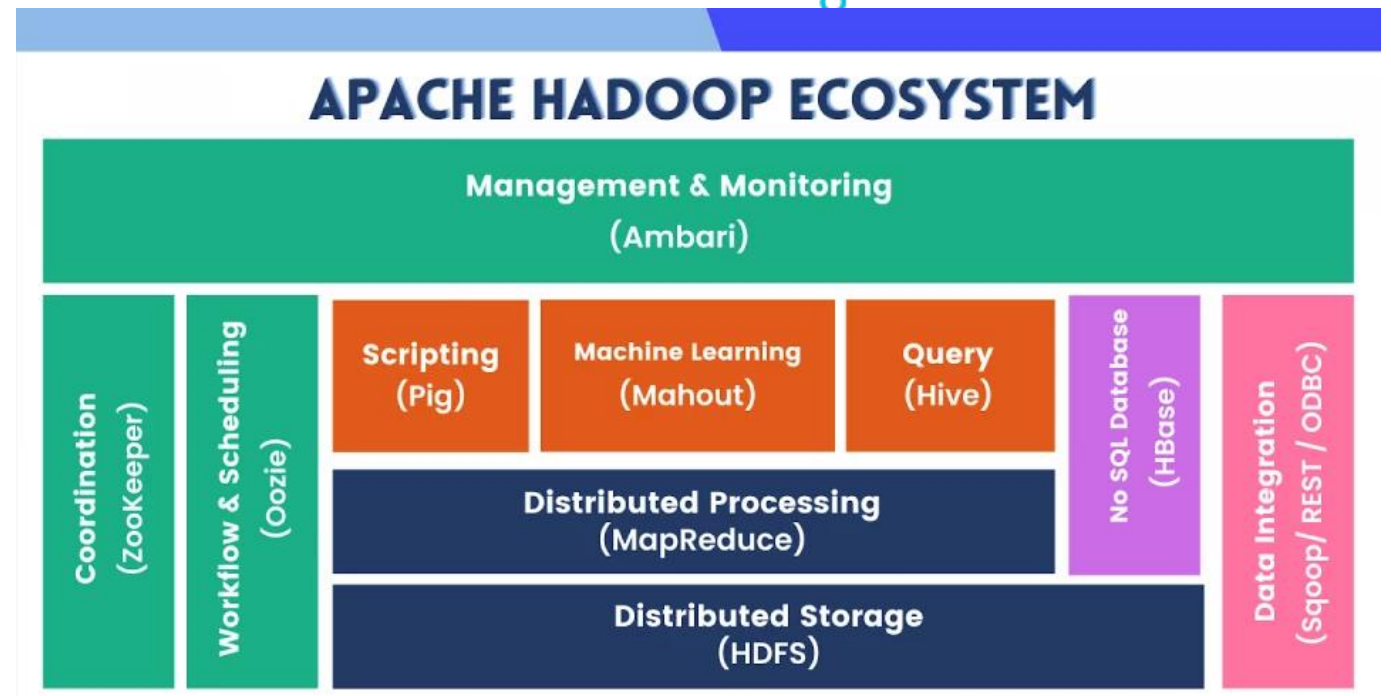 APACHE HADOOP ECOSYSTEM
Management & Monitoring
(Ambari)
Coordination
(ZooKeeper)
Workflow & Scheduling
(Oozie)
Scripting
(Pig)
Machine Learning
(Mahout)
Query
(Hive)
No SQL Database
(HBase)
Data Integration
(Sqoop/ REST / ODBC)
Distributed Processing
(MapReduce)
Distributed Storage
(HDFS)